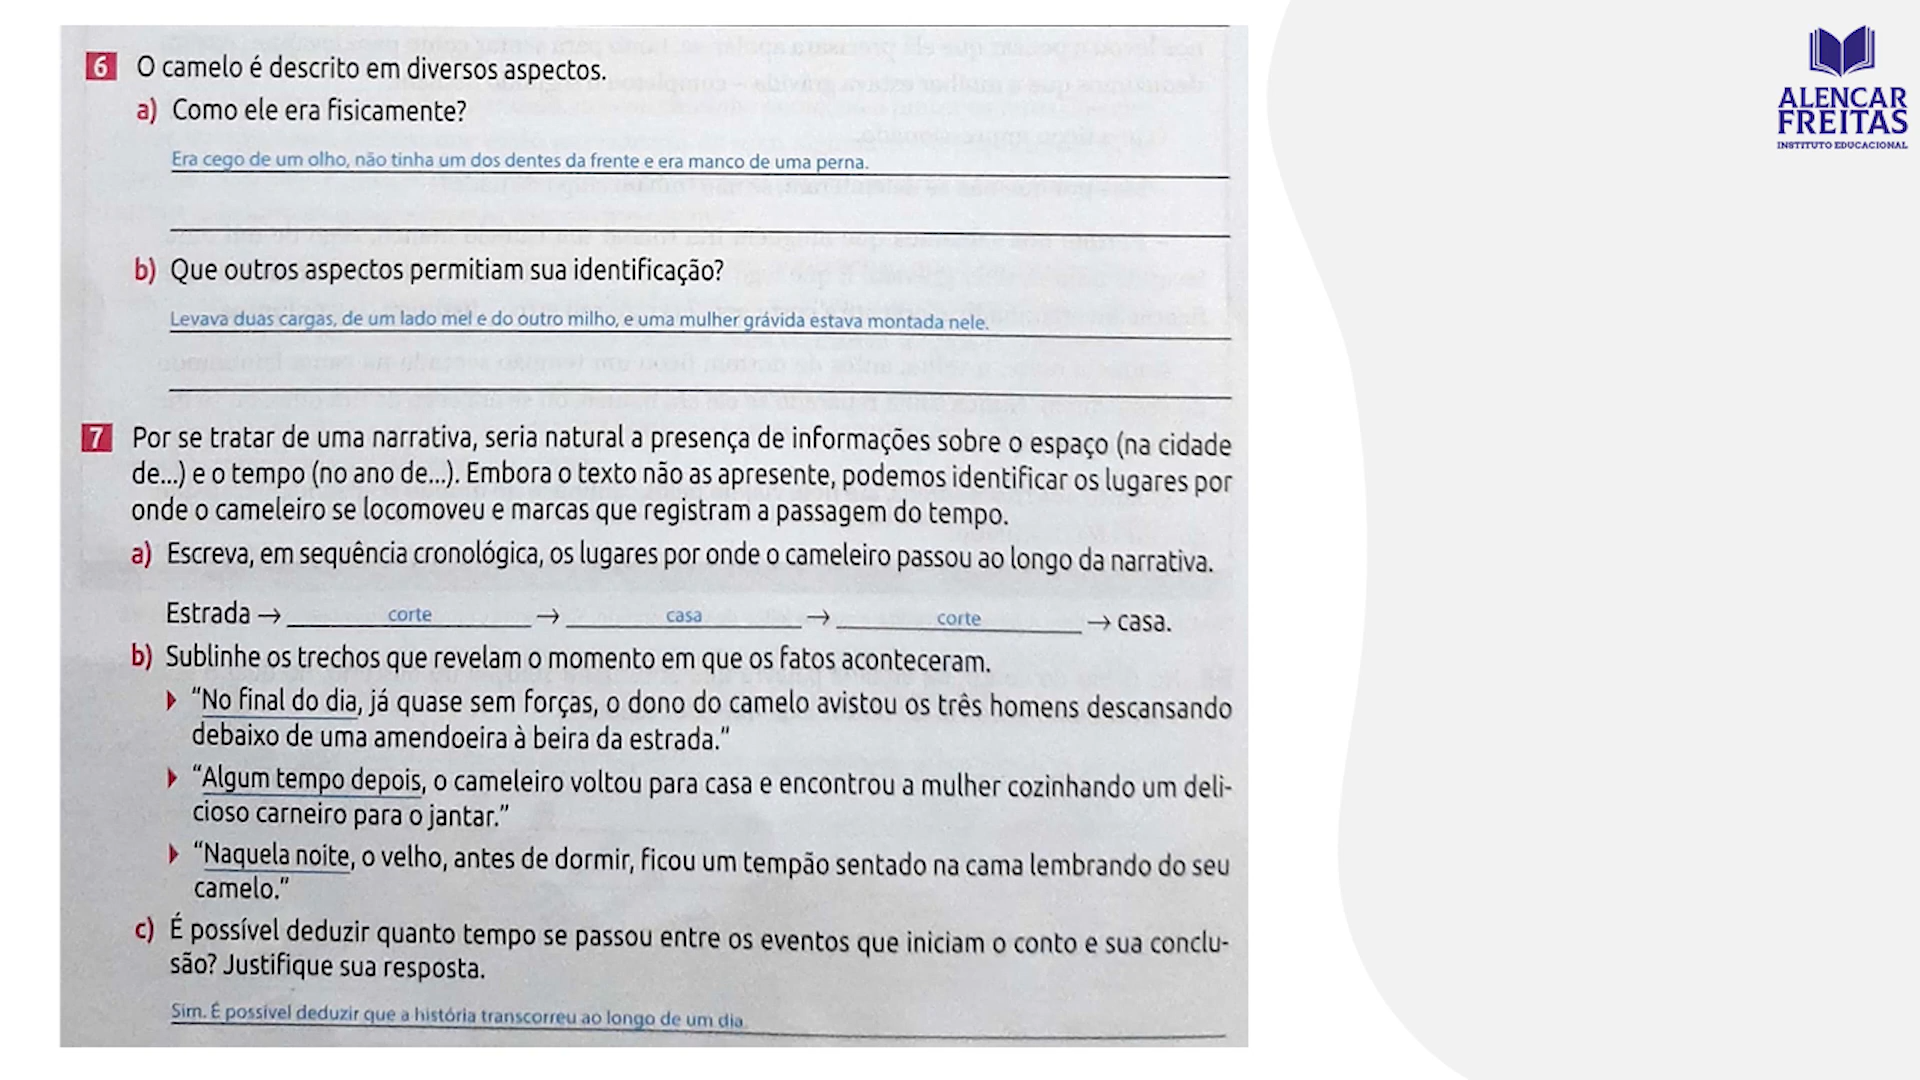 6 O camelo é descrito em diversos aspectos.
a) Como ele era fisicamente?
Era cego de um olho, não tinha um dos dentes da frente e era manco de uma perna.
b) Que outros aspectos permitiam sua identificação?
Levava duas cargas, de um lado mel e do outro milho, e uma mulher grávida estava montada nele.
7 Por se tratar de uma narrativa, seria natural a presença de informações sobre o espaço (na cidade
de...) e o tempo (no ano de...). Embora o texto não as apresente, podemos identificar os lugares por
onde o cameleiro se locomoveu e marcas que registram a passagem do tempo.
a) Escreva, em sequência cronológica, os lugares por onde o cameleiro passou ao longo da narrativa.
Estrada → corte → casa → corte → casa.
b) Sublinhe os trechos que revelam o momento em que os fatos aconteceram.
"No final do dia, já quase sem forças, o dono do camelo avistou os três homens descansando
debaixo de uma amendoeira à beira da estrada."
"Algum tempo depois, o cameleiro voltou para casa e encontrou a mulher cozinhando um deli-
cioso carneiro para o jantar."
"Naquela noite, o velho, antes de dormir, ficou um tempão sentado na cama lembrando do seu
camelo."
c) É possível deduzir quanto tempo se passou entre os eventos que iniciam o conto e sua conclu-
são? Justifique sua resposta.
Sim. É possível deduzir que a história transcorreu ao longo de um dia.
ALENCAR
FREITAS
INSTITUTO EDUCACIONAL